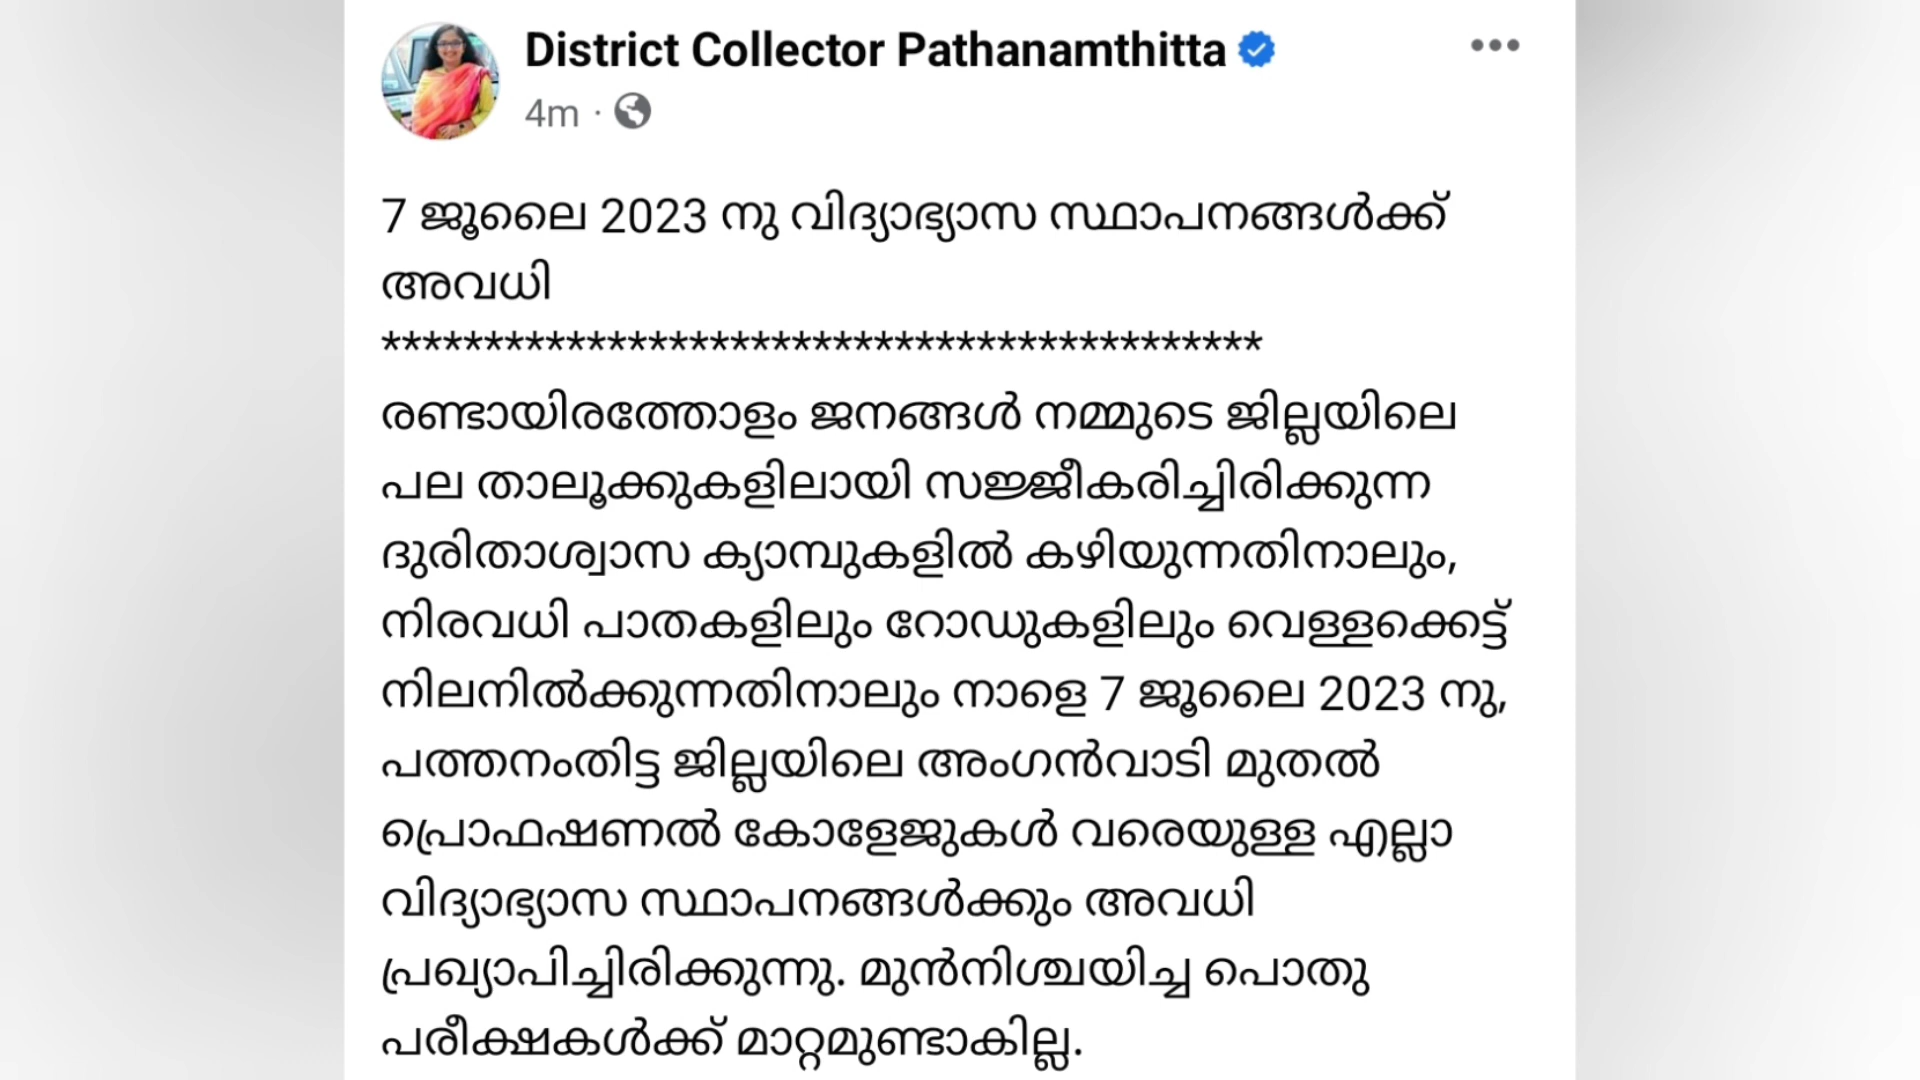 District Collector Pathanamthitta
4m ·
7 ജൂലൈ 2023 നു വിദ്യാഭ്യാസ സ്ഥാപനങ്ങൾക്ക്
അവധി
*******************************************
രണ്ടായിരത്തോളം ജനങ്ങൾ നമ്മുടെ ജില്ലയിലെ
പല താലൂക്കുകളിലായി സജ്ജീകരിച്ചിരിക്കുന്ന
ദുരിതാശ്വാസ ക്യാമ്പുകളിൽ കഴിയുന്നതിനാലും,
നിരവധി പാതകളിലും റോഡുകളിലും വെള്ളക്കെട്ട്
നിലനിൽക്കുന്നതിനാലും നാളെ 7 ജൂലൈ 2023 നു,
പത്തനംതിട്ട ജില്ലയിലെ അംഗൻവാടി മുതൽ
പ്രൊഫഷണൽ കോളേജുകൾ വരെയുള്ള എല്ലാ
വിദ്യാഭ്യാസ സ്ഥാപനങ്ങൾക്കും അവധി
പ്രഖ്യാപിച്ചിരിക്കുന്നു. മുൻനിശ്ചയിച്ച പൊതു
പരീക്ഷകൾക്ക് മാറ്റമുണ്ടാകില്ല.